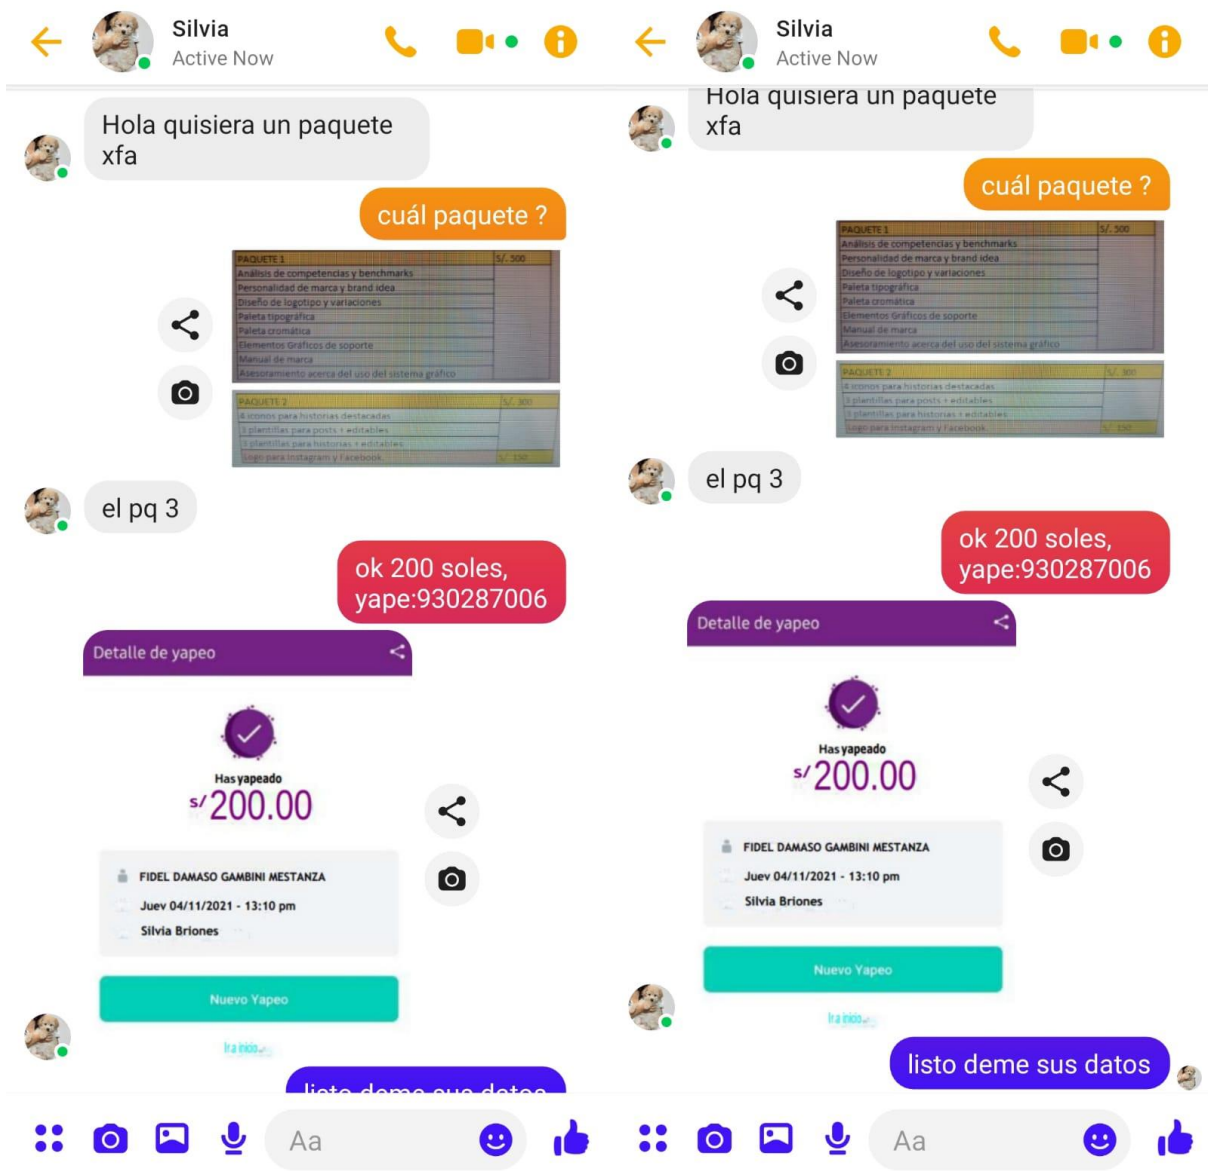 Silvia
Active Now
Hola quisiera un paquete
xfa
cuál paquete ?
PAQUETE 1 S/. 500
Análisis de competencias y benchmarks
Personalidad de marca y brand idea
Diseño de logotipo y variaciones
Paleta tipográfica
Paleta cromática
Elementos Gráficos de soporte
Manual de marca
Asesoramiento acerca del uso del sistema gráfico
PAQUETE 2 S/. 300
4 iconos para historias destacadas
3 plantillas para posts + editables
3 plantillas para historias + editables
Logo para Instagram y Facebook S/. 150
el pq 3
ok 200 soles,
yape:930287006
Detalle de yapeo
Has yapeado
s/200.00
FIDEL DAMASO GAMBINI MESTANZA
Juev 04/11/2021 - 13:10 pm
Silvia Briones
Nuevo Yapeo
Ir a inicio
listo deme sus datos
Aa
Silvia
Active Now
Hola quisiera un paquete
xfa
cuál paquete ?
PAQUETE 1 S/. 500
Análisis de competencias y benchmarks
Personalidad de marca y brand idea
Diseño de logotipo y variaciones
Paleta tipográfica
Paleta cromática
Elementos Gráficos de soporte
Manual de marca
Asesoramiento acerca del uso del sistema gráfico
PAQUETE 2 S/. 300
4 iconos para historias destacadas
3 plantillas para posts + editables
3 plantillas para historias + editables
Logo para Instagram y Facebook S/. 150
el pq 3
ok 200 soles,
yape:930287006
Detalle de yapeo
Has yapeado
s/200.00
FIDEL DAMASO GAMBINI MESTANZA
Juev 04/11/2021 - 13:10 pm
Silvia Briones
Nuevo Yapeo
Ir a inicio
listo deme sus datos
Aa